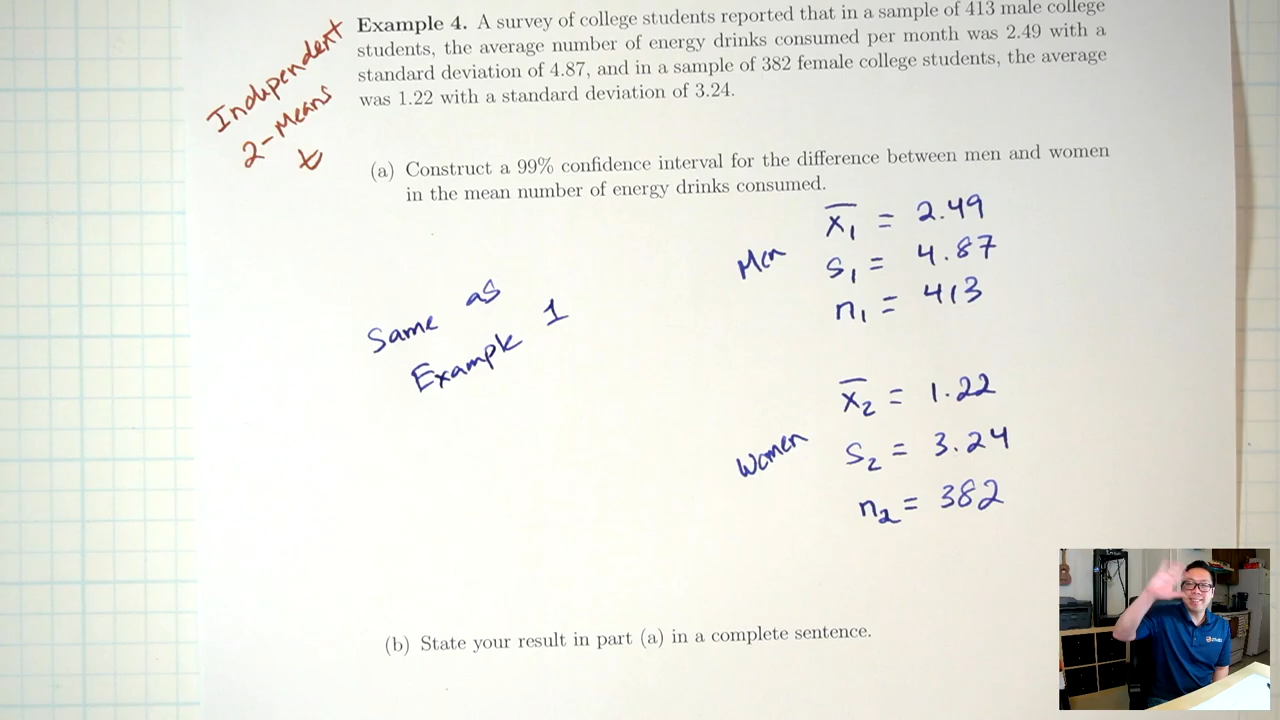 Independent
2-Means
t
Example 4. A survey of college students reported that in a sample of 413 male college
students, the average number of energy drinks consumed per month was 2.49 with a
standard deviation of 4.87, and in a sample of 382 female college students, the average
was 1.22 with a standard deviation of 3.24.
(a) Construct a 99% confidence interval for the difference between men and women
in the mean number of energy drinks consumed.
Same as
Example 1
Men
x̄₁ = 2.49
s₁ = 4.87
n₁ = 413
Women
x̄₂ = 1.22
s₂ = 3.24
n₂ = 382
(b) State your result in part (a) in a complete sentence.